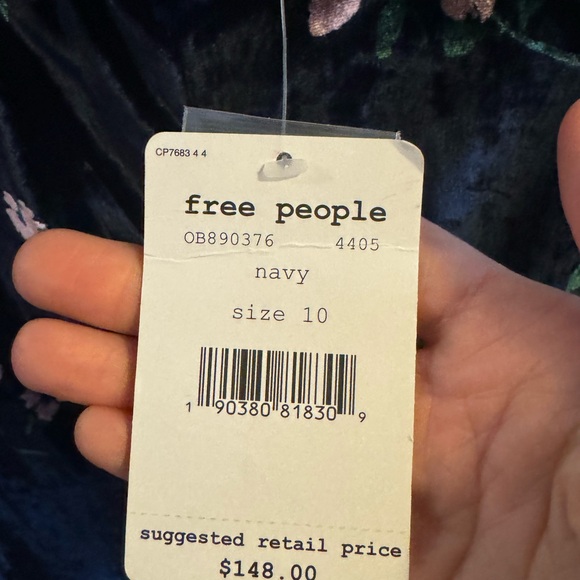 CP7683 4 4
free people
OB890376 4405
navy
size 10
1 90380 81830 9
suggested retail price
$148.00